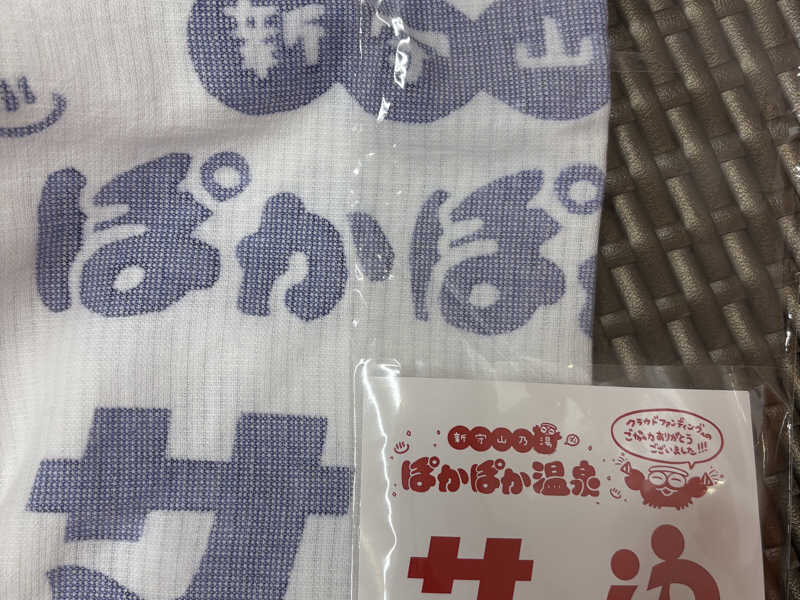 新守山
ぽかぽ
サ
新守山乃湯
ぽかぽか温泉
クラウドファンディングへの
ご協力ありがとう
ございました!!!
サ